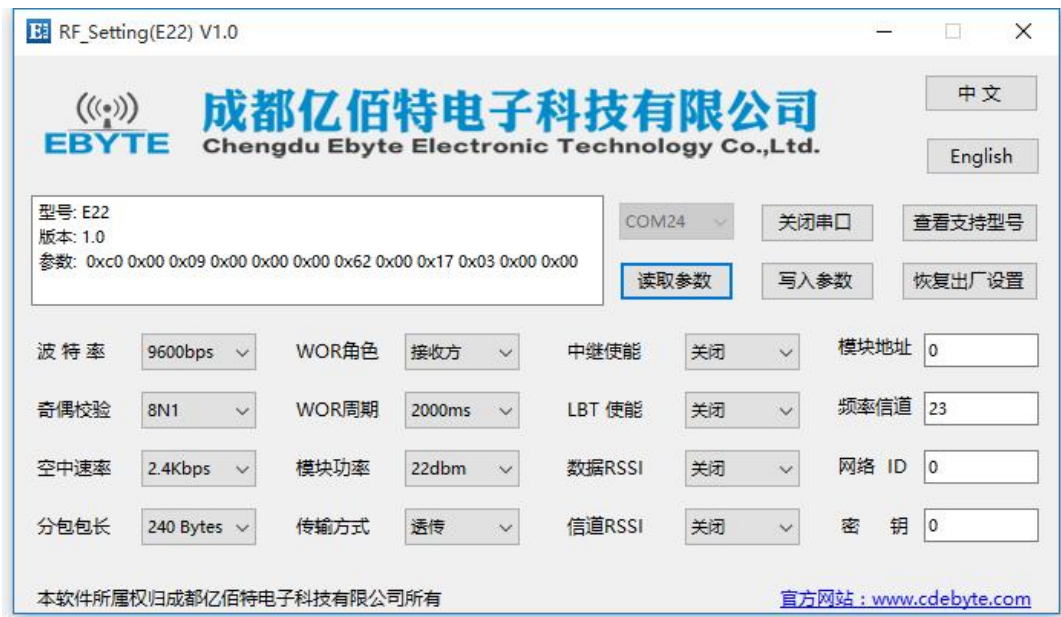 RF_Setting(E22) V1.0
中 文
成都亿佰特电子科技有限公司
EBYTE
Chengdu Ebyte Electronic Technology Co.,Ltd.
English
型号: E22
版本: 1.0
参数: 0xc0 0x00 0x09 0x00 0x00 0x00 0x62 0x00 0x17 0x03 0x00 0x00
COM24 关闭串口 查看支持型号
读取参数 写入参数 恢复出厂设置
波 特 率 9600bps WOR角色 接收方 中继使能 关闭 模块地址 0
奇偶校验 8N1 WOR周期 2000ms LBT 使能 关闭 频率信道 23
空中速率 2.4Kbps 模块功率 22dbm 数据RSSI 关闭 网络 ID 0
分包包长 240 Bytes 传输方式 透传 信道RSSI 关闭 密 钥 0
本软件所属权归成都亿佰特电子科技有限公司所有 官方网站：www.cdebyte.com